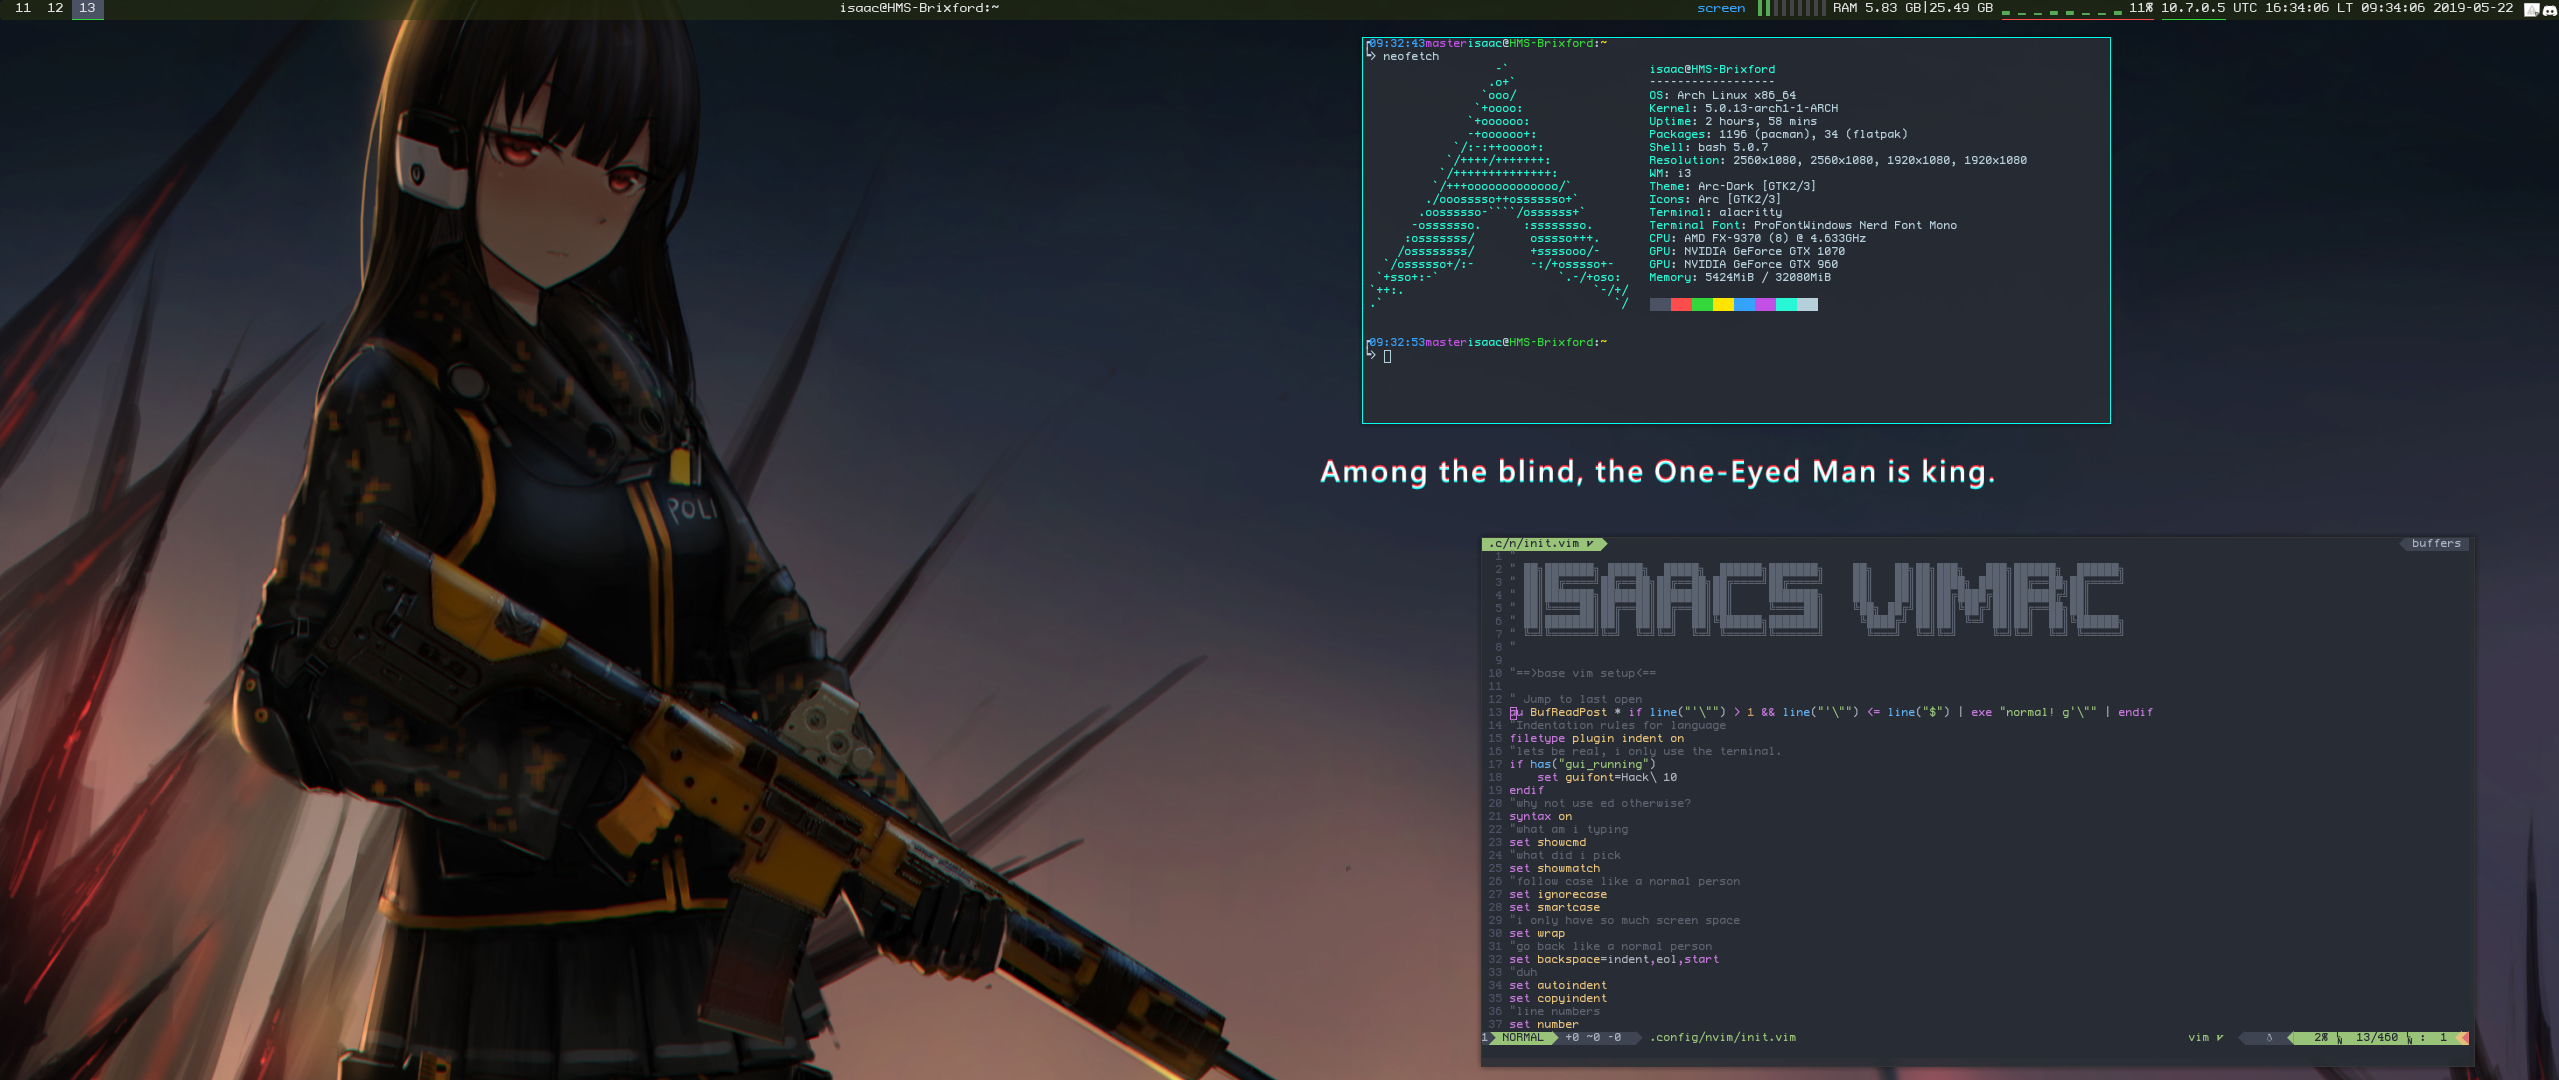 11 12 13
isaac@HMS-Brixford:~
screen RAM 5.83 GB|25.49 GB 11% 10.7.0.5 UTC 16:34:06 LT 09:34:06 2019-05-22
09:32:43masterisaac@HMS-Brixford:~
> neofetch
isaac@HMS-Brixford
------------------
OS: Arch Linux x86_64
Kernel: 5.0.13-arch1-1-ARCH
Uptime: 2 hours, 58 mins
Packages: 1196 (pacman), 34 (flatpak)
Shell: bash 5.0.7
Resolution: 2560x1080, 2560x1080, 1920x1080, 1920x1080
WM: i3
Theme: Arc-Dark [GTK2/3]
Icons: Arc [GTK2/3]
Terminal: alacritty
Terminal Font: ProFontWindows Nerd Font Mono
CPU: AMD FX-9370 (8) @ 4.633GHz
GPU: NVIDIA GeForce GTX 1070
GPU: NVIDIA GeForce GTX 960
Memory: 5424MiB / 32080MiB
09:32:53masterisaac@HMS-Brixford:~
>
Among the blind, the One-Eyed Man is king.
POLI
.c/n/init.vim buffers
1 "
2 "
3 "
4 "
5 "
6 "
7 "
8 "
9
10 "==>base vim setup<==
11
12 " Jump to last open
13 au BufReadPost * if line("'\"") > 1 && line("'\"") <= line("$") | exe "normal! g'\"" | endif
14 "Indentation rules for language
15 filetype plugin indent on
16 "lets be real, i only use the terminal.
17 if has("gui_running")
18 set guifont=Hack\ 10
19 endif
20 "why not use ed otherwise?
21 syntax on
22 "what am i typing
23 set showcmd
24 "what did i pick
25 set showmatch
26 "follow case like a normal person
27 set ignorecase
28 set smartcase
29 "i only have so much screen space
30 set wrap
31 "go back like a normal person
32 set backspace=indent,eol,start
33 "duh
34 set autoindent
35 set copyindent
36 "line numbers
37 set number
1 NORMAL +0 ~0 -0 .config/nvim/init.vim vim 2% 13/460 : 1